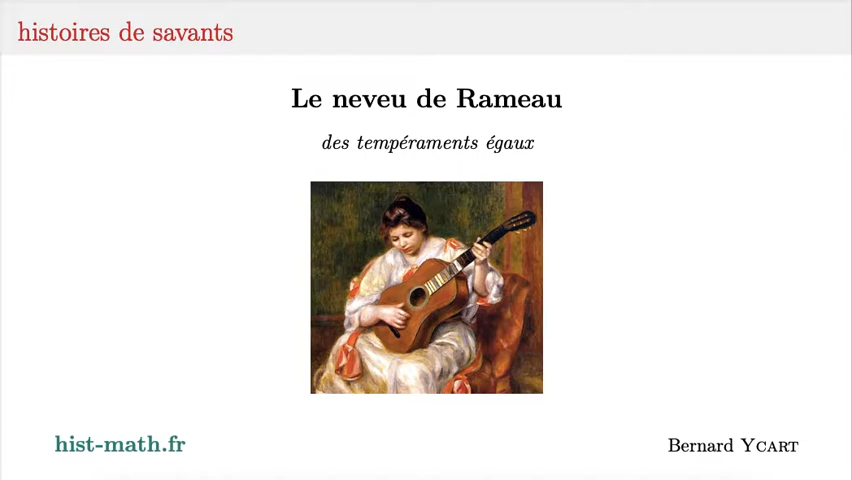 histoires de savants
Le neveu de Rameau
des tempéraments égaux
hist-math.fr
Bernard YCART